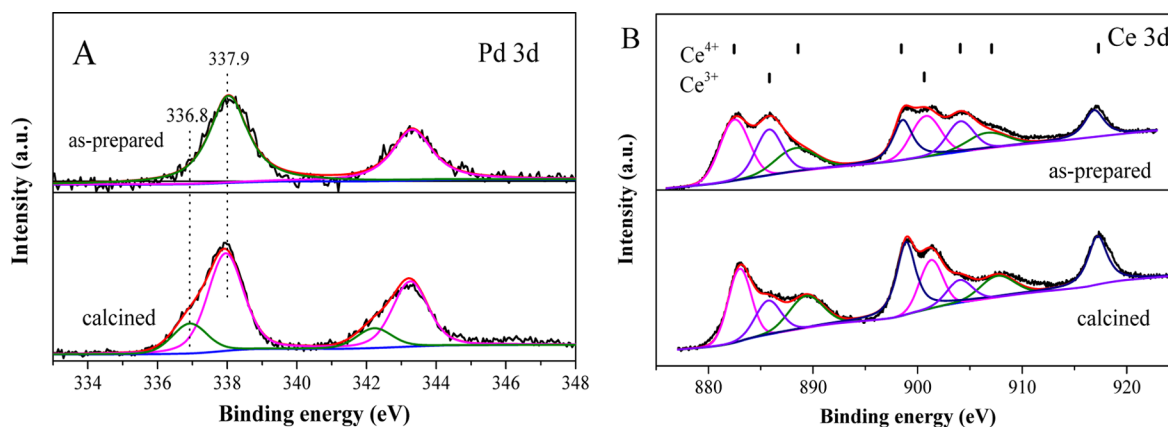 A
337.9
Pd 3d
336.8
as-prepared
calcined
Intensity (a.u.)
334 336 338 340 342 344 346 348
Binding energy (eV)
B
Ce 3d
Ce4+
Ce3+
as-prepared
calcined
Intensity (a.u.)
880 890 900 910 920
Binding energy (eV)